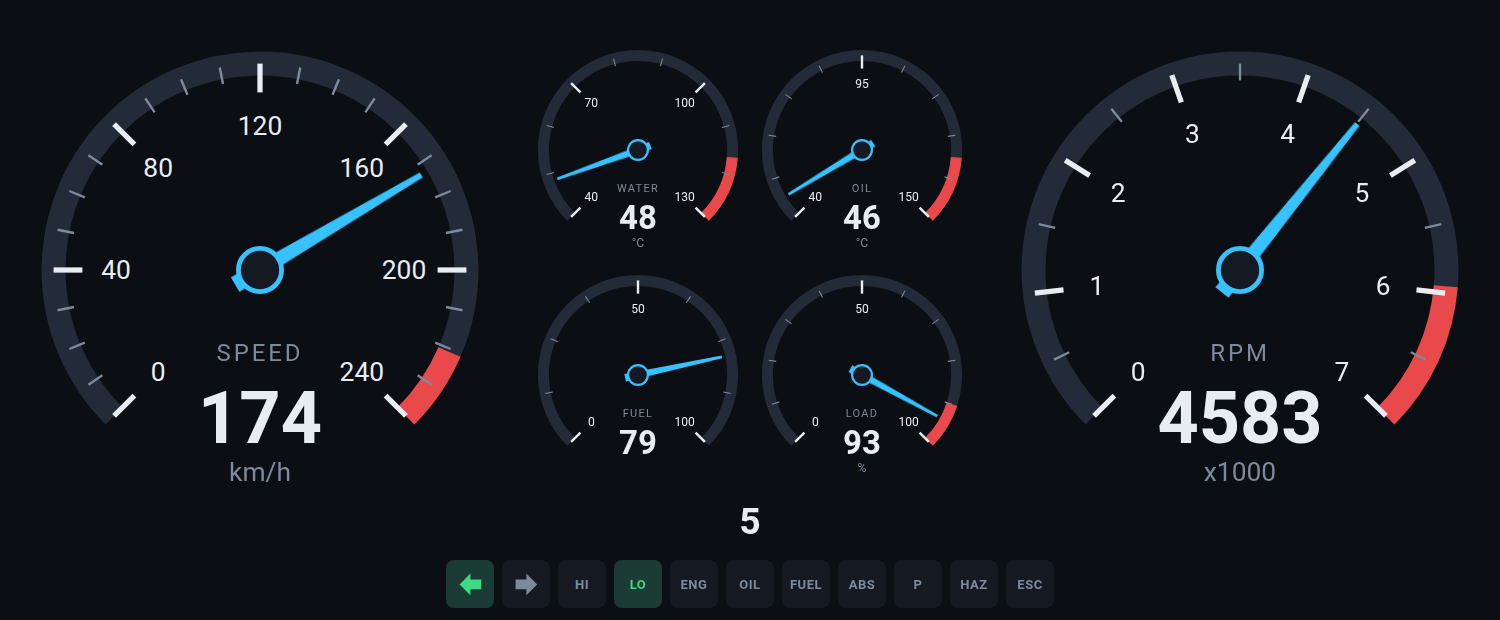 0 40 80 120 160 200 240
SPEED
174
km/h
40 70 100 130
WATER
48
°C
40 95 150
OIL
46
°C
0 50 100
FUEL
79
0 50 100
LOAD
93
%
0 1 2 3 4 5 6 7
RPM
4583
x1000
5
HI LO ENG OIL FUEL ABS P HAZ ESC